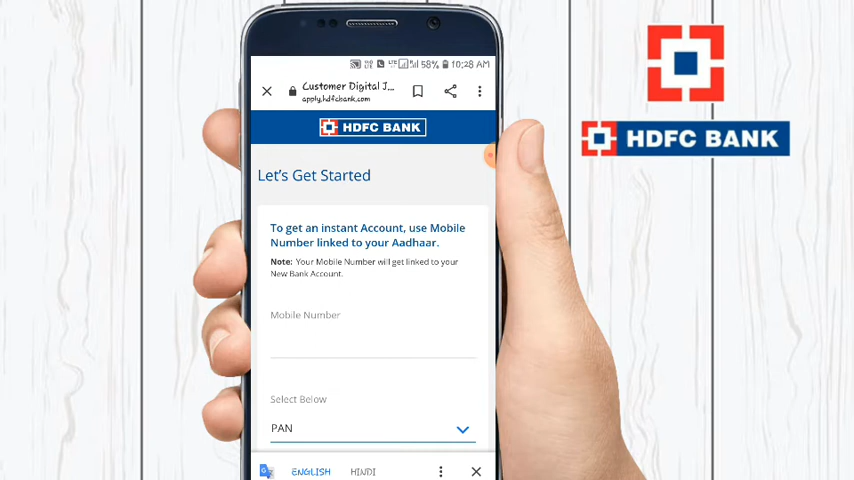 58% 10:28 AM
Customer Digital J...
apply.hdfcbank.com
HDFC BANK
Let's Get Started
To get an instant Account, use Mobile
Number linked to your Aadhaar.
Note: Your Mobile Number will get linked to your
New Bank Account.
Mobile Number
Select Below
PAN
ENGLISH HINDI
HDFC BANK